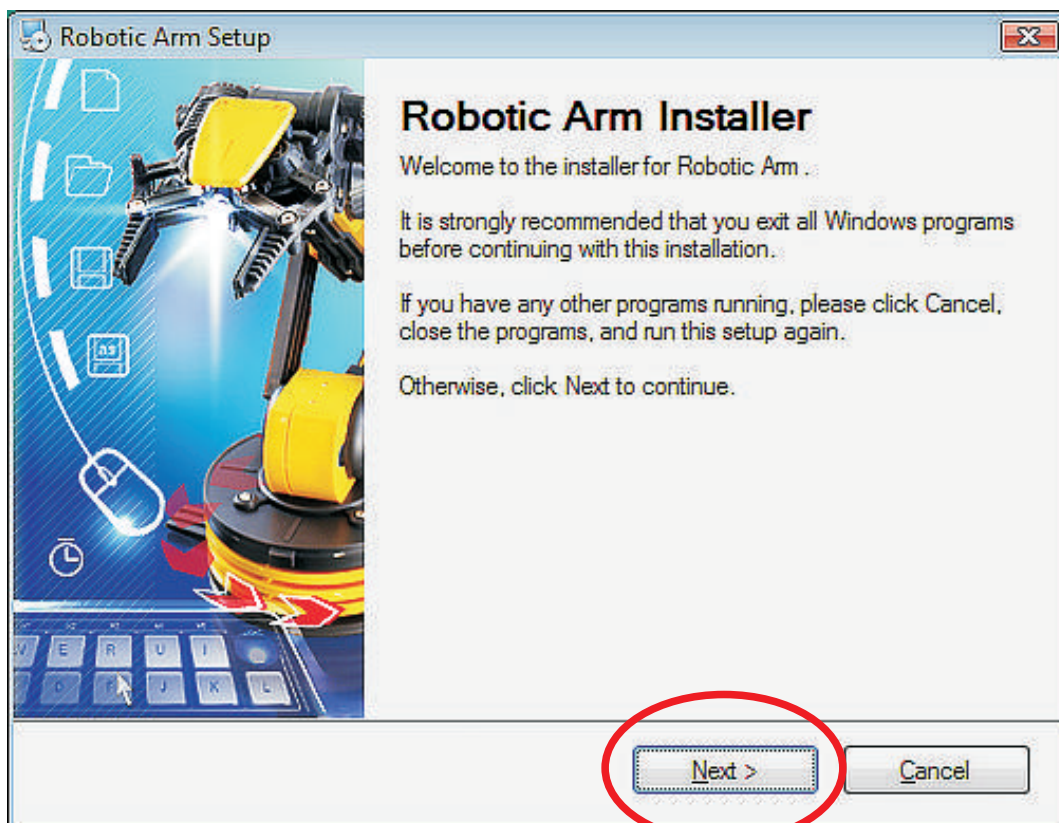 Robotic Arm Setup
Robotic Arm Installer
Welcome to the installer for Robotic Arm .
It is strongly recommended that you exit all Windows programs
before continuing with this installation.
If you have any other programs running, please click Cancel,
close the programs, and run this setup again.
Otherwise, click Next to continue.
as
E R U I
D F J K L
Next >
Cancel